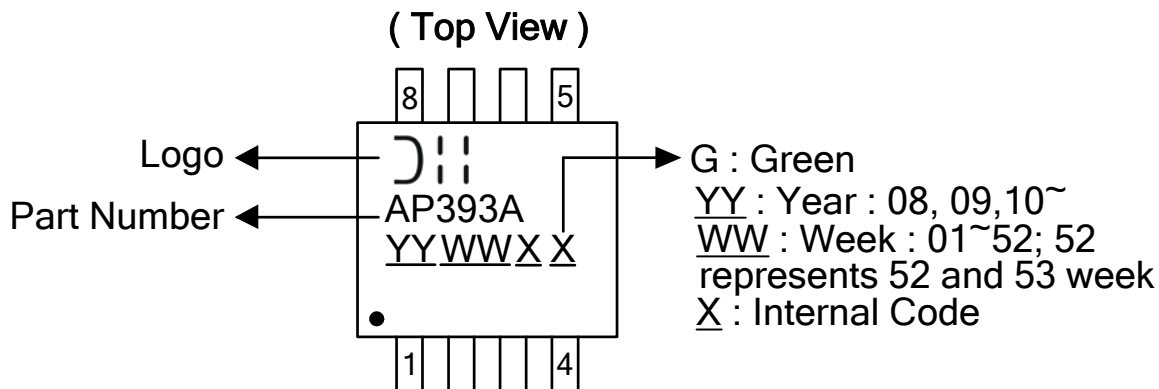 ( Top View )
8 5
Logo
AP393A
Part Number
YYWWX X
1 4
G : Green
YY : Year : 08, 09,10~
WW : Week : 01~52; 52
represents 52 and 53 week
X : Internal Code